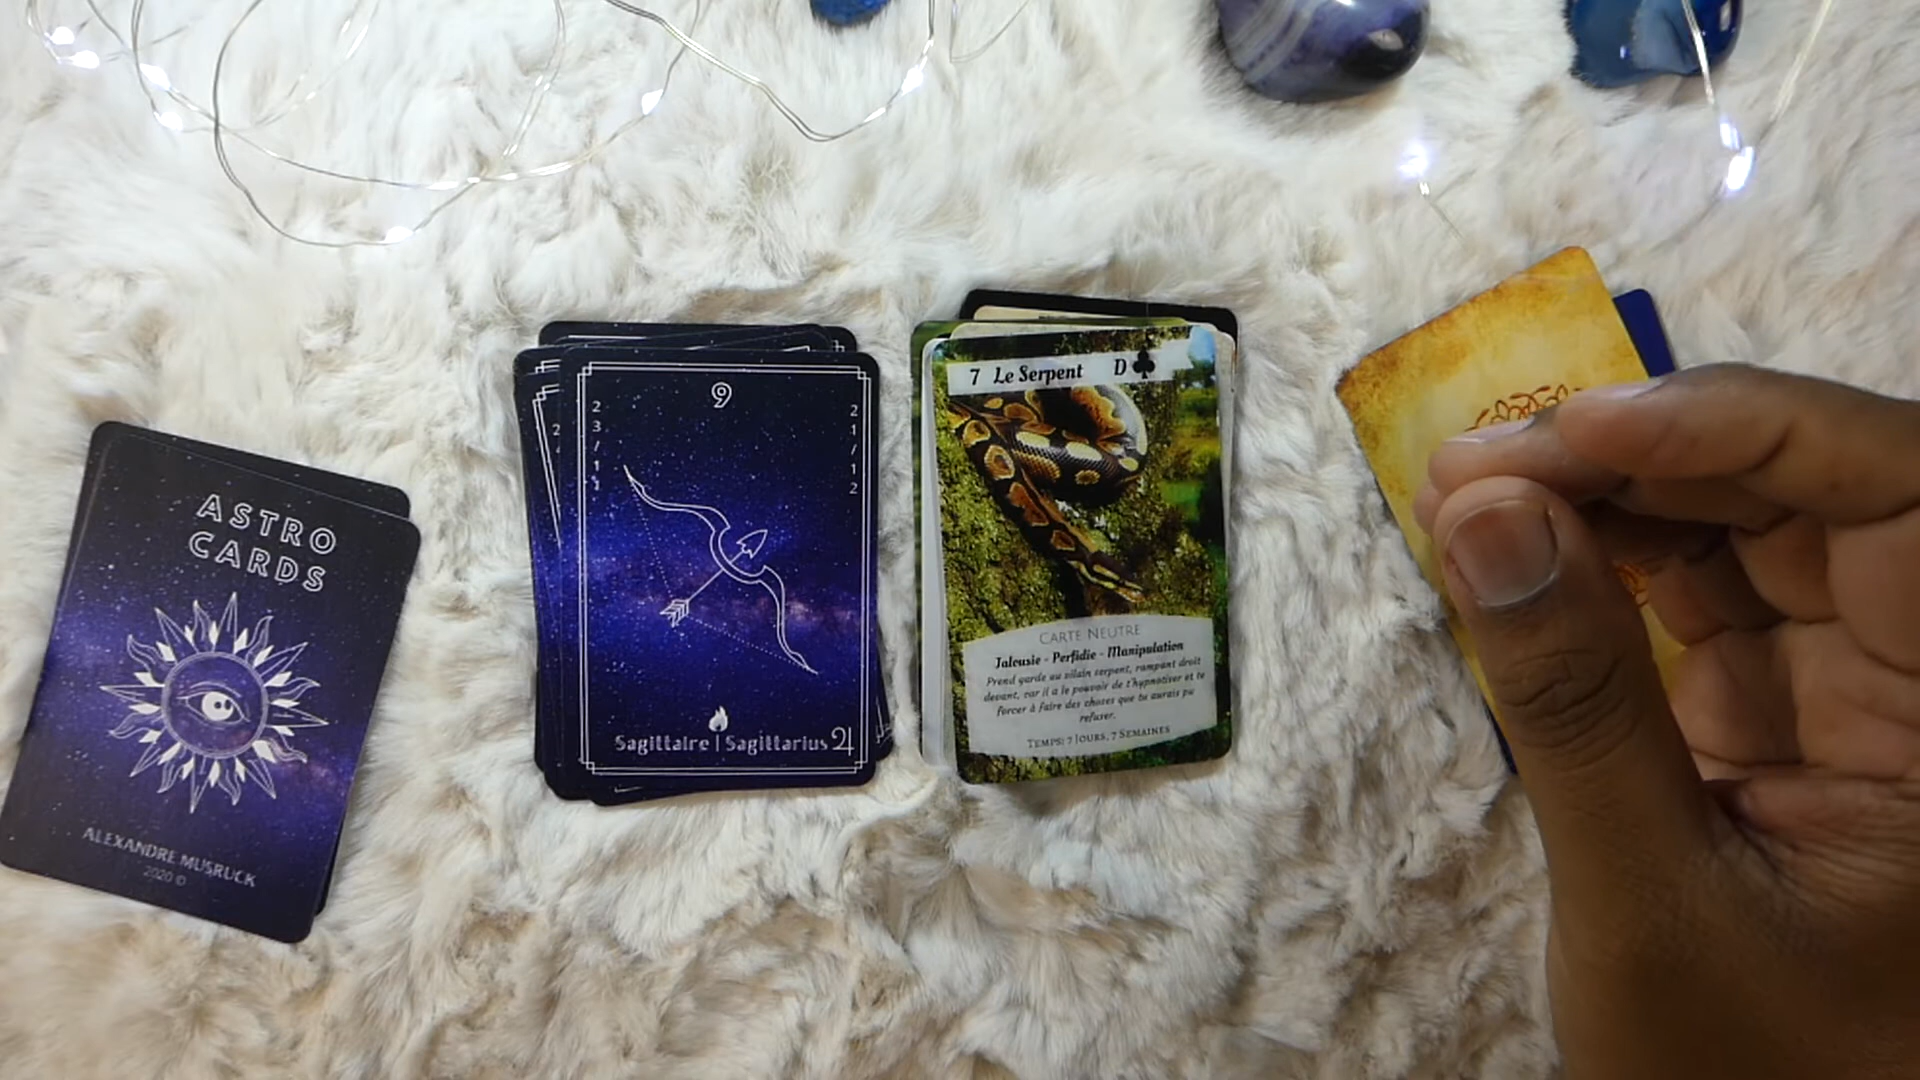 ASTRO
CARDS
ALEXANDRE MUSRUCK
2020 ©
9
23/11
21/12
Sagittaire | Sagittarius
7 Le Serpent D
CARTE NEUTRE
Jalousie - Perfidie - Manipulation
Prend garde au vilain serpent, rampant droit
devant, car il a le pouvoir de t'hypnotiser et te
forcer à faire des choses que tu aurais pu
refuser.
TEMPS: 7 JOURS, 7 SEMAINES